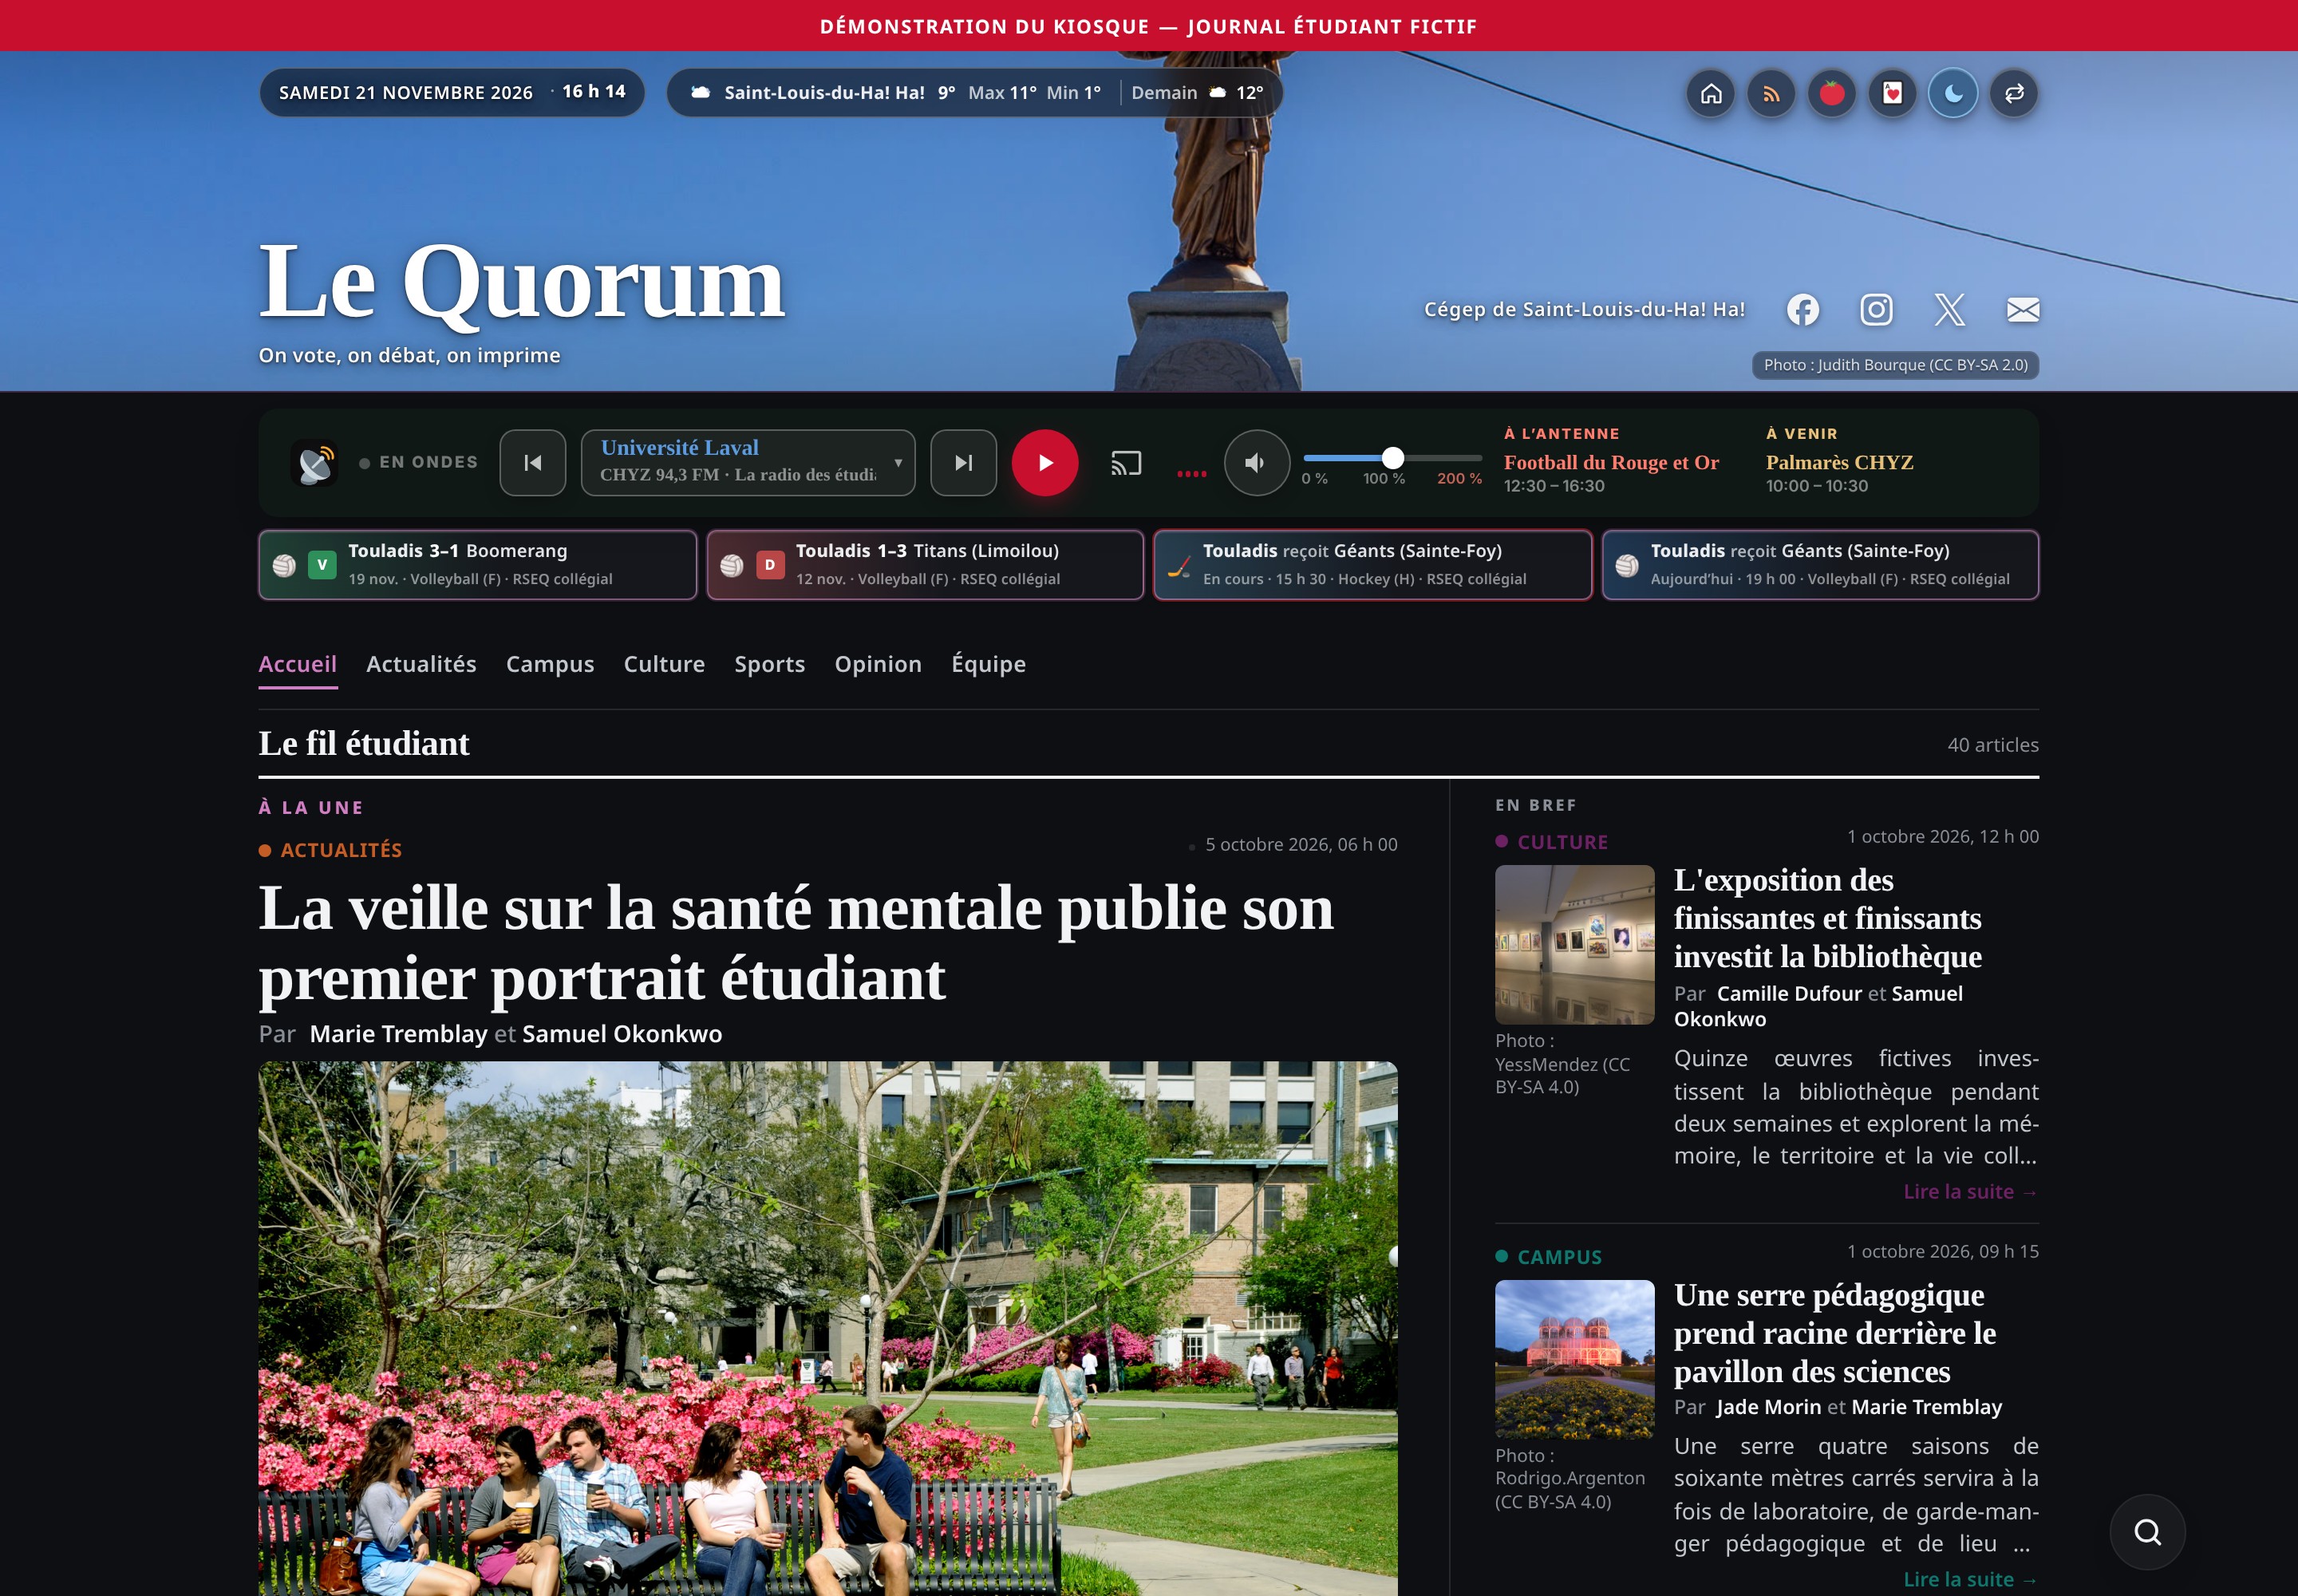 DÉMONSTRATION DU KIOSQUE — JOURNAL ÉTUDIANT FICTIF
SAMEDI 21 NOVEMBRE 2026 · 16 h 14
Saint-Louis-du-Ha! Ha! 9° Max 11° Min 1° Demain 12°
Le Quorum
On vote, on débat, on imprime
Cégep de Saint-Louis-du-Ha! Ha!
Photo : Judith Bourque (CC BY-SA 2.0)
EN ONDES
Université Laval
CHYZ 94,3 FM · La radio des étudi
0 % 100 % 200 %
À L’ANTENNE
Football du Rouge et Or
12:30 – 16:30
À VENIR
Palmarès CHYZ
10:00 – 10:30
V
Touladis 3–1 Boomerang
19 nov. · Volleyball (F) · RSEQ collégial
D
Touladis 1–3 Titans (Limoilou)
12 nov. · Volleyball (F) · RSEQ collégial
Touladis reçoit Géants (Sainte-Foy)
En cours · 15 h 30 · Hockey (H) · RSEQ collégial
Touladis reçoit Géants (Sainte-Foy)
Aujourd’hui · 19 h 00 · Volleyball (F) · RSEQ collégial
Accueil Actualités Campus Culture Sports Opinion Équipe
Le fil étudiant
40 articles
À LA UNE
ACTUALITÉS
5 octobre 2026, 06 h 00
La veille sur la santé mentale publie son
premier portrait étudiant
Par Marie Tremblay et Samuel Okonkwo
EN BREF
CULTURE
1 octobre 2026, 12 h 00
L'exposition des
finissantes et finissants
investit la bibliothèque
Par Camille Dufour et Samuel
Okonkwo
Photo :
YessMendez (CC
BY-SA 4.0)
Quinze œuvres fictives inves-
tissent la bibliothèque pendant
deux semaines et explorent la mé-
moire, le territoire et la vie coll…
Lire la suite →
CAMPUS
1 octobre 2026, 09 h 15
Une serre pédagogique
prend racine derrière le
pavillon des sciences
Par Jade Morin et Marie Tremblay
Photo :
Rodrigo.Argenton
(CC BY-SA 4.0)
Une serre quatre saisons de
soixante mètres carrés servira à la
fois de laboratoire, de garde-man-
ger pédagogique et de lieu …
Lire la suite →